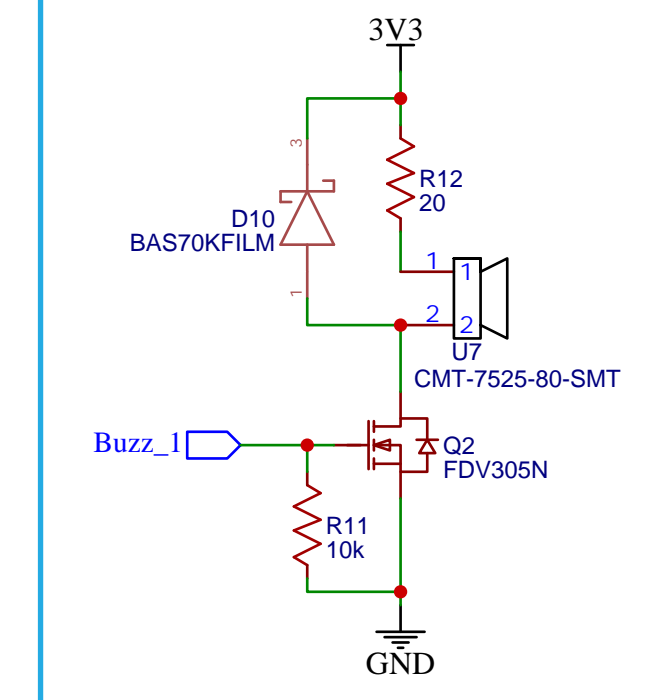 3V3
3
R12
20
D10
BAS70KFILM
1
1
1
2
2
U7
CMT-7525-80-SMT
Buzz_1
Q2
FDV305N
R11
10k
GND